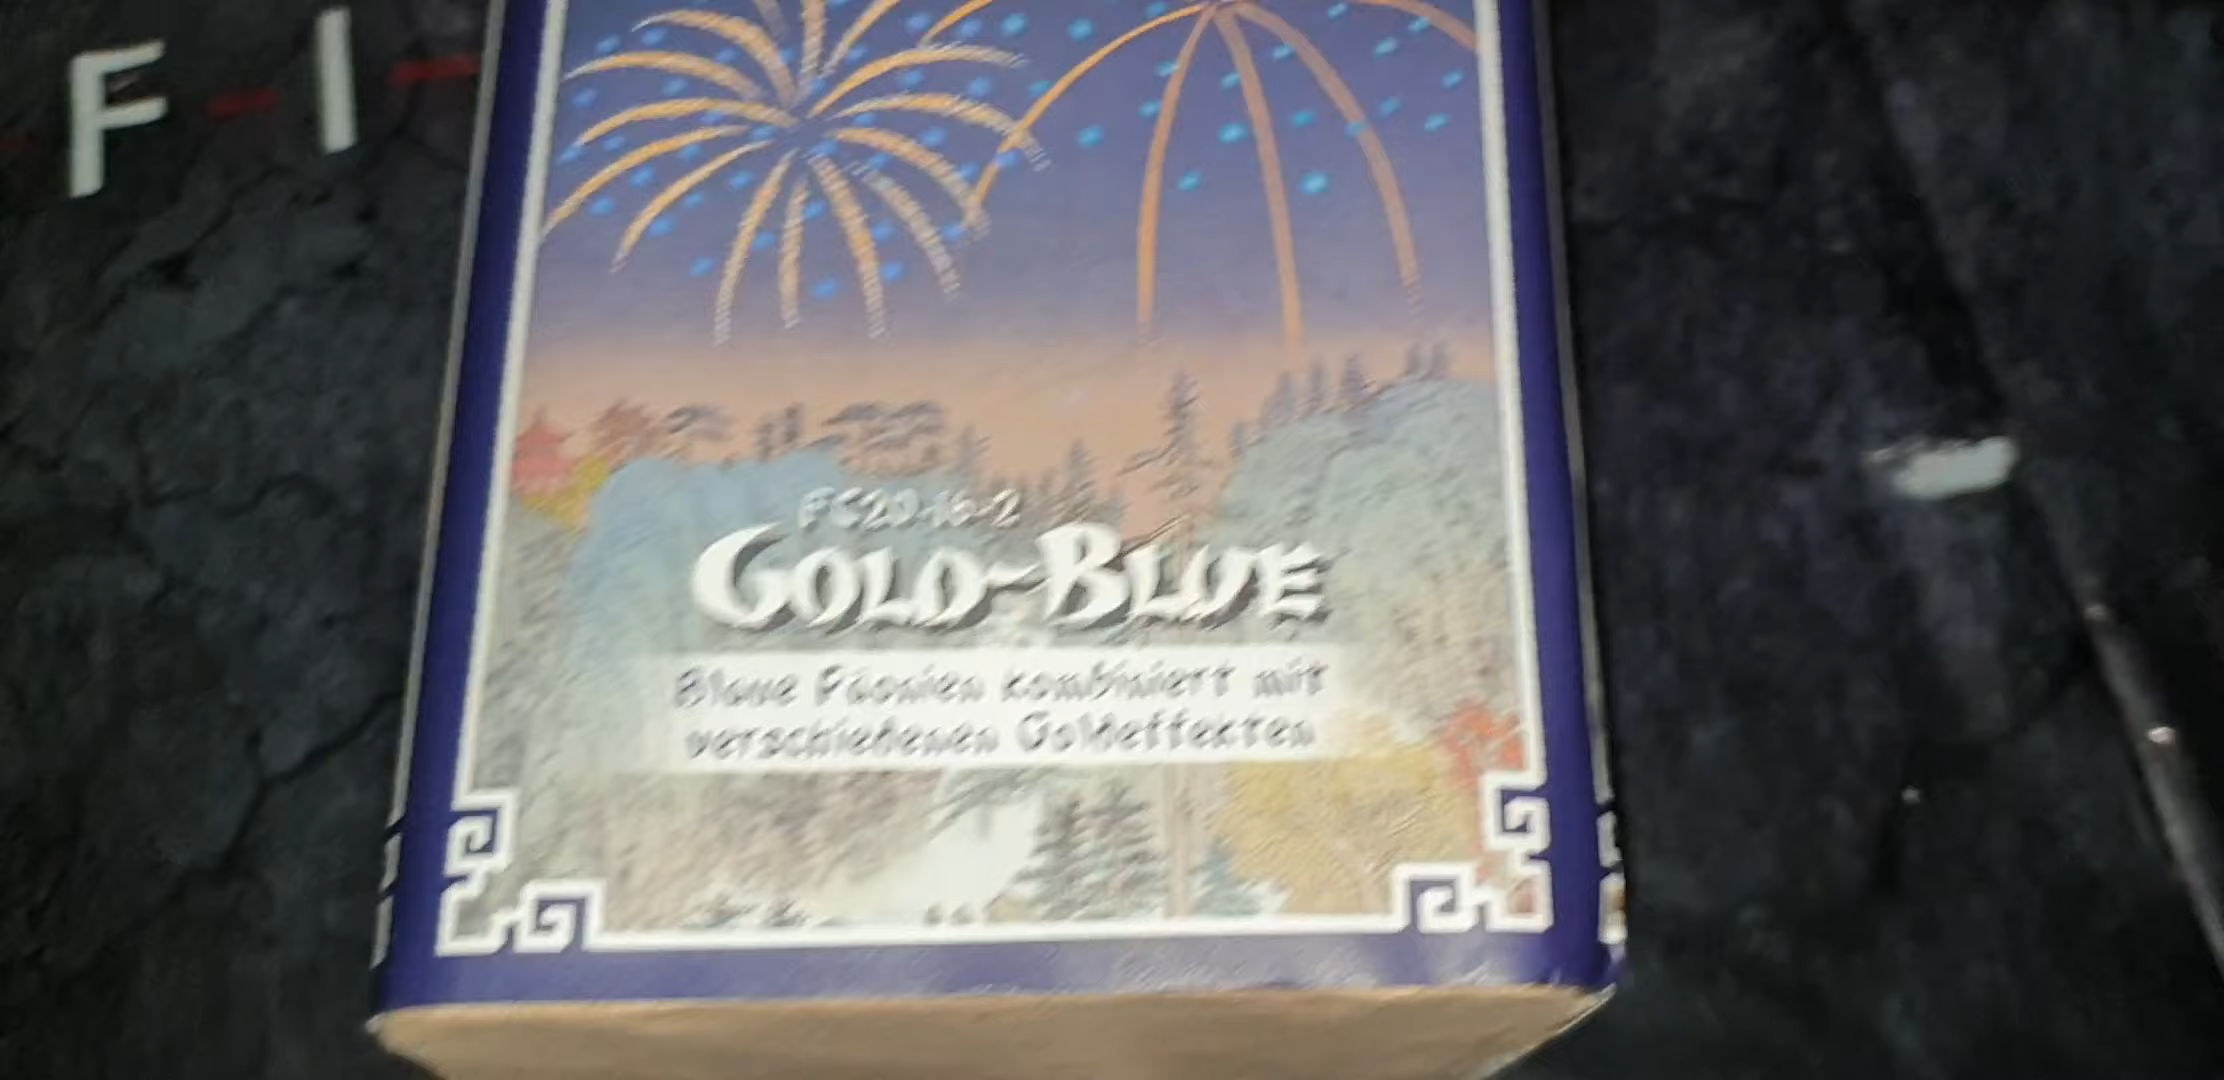 F - I -
FC20-16-2
GOLD-BLUE
Blaue Päonien kombiniert mit
verschiedenen Goldeffekten